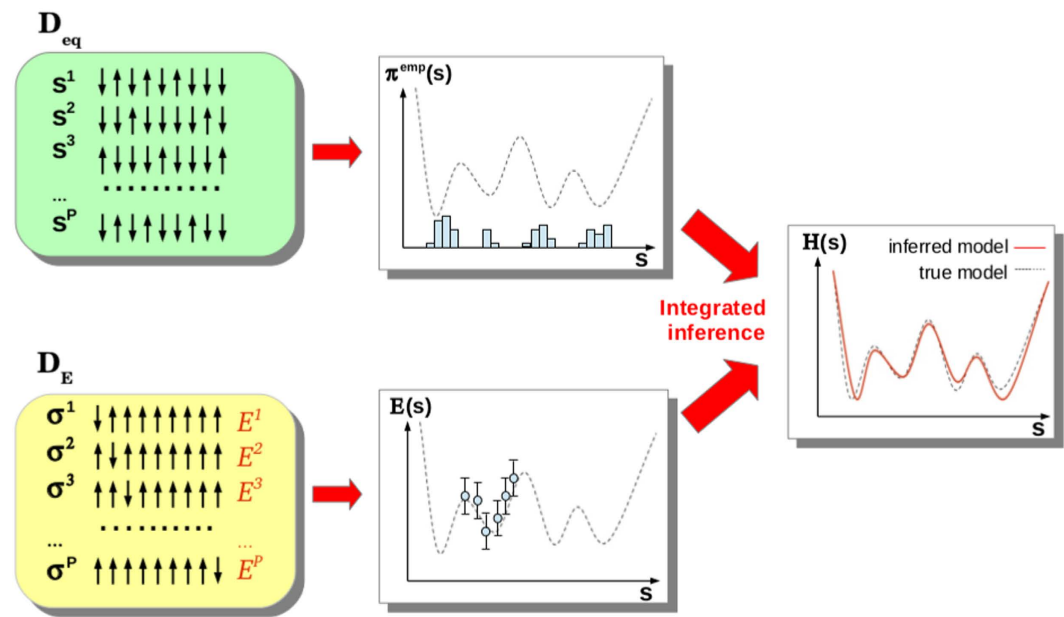 D_eq
s^1
s^2
s^3
...
s^P
π^emp(s)
s
D_E
σ^1 E^1
σ^2 E^2
σ^3 E^3
... ...
σ^P E^P
E(s)
s
Integrated
inference
H(s)
inferred model
true model
s